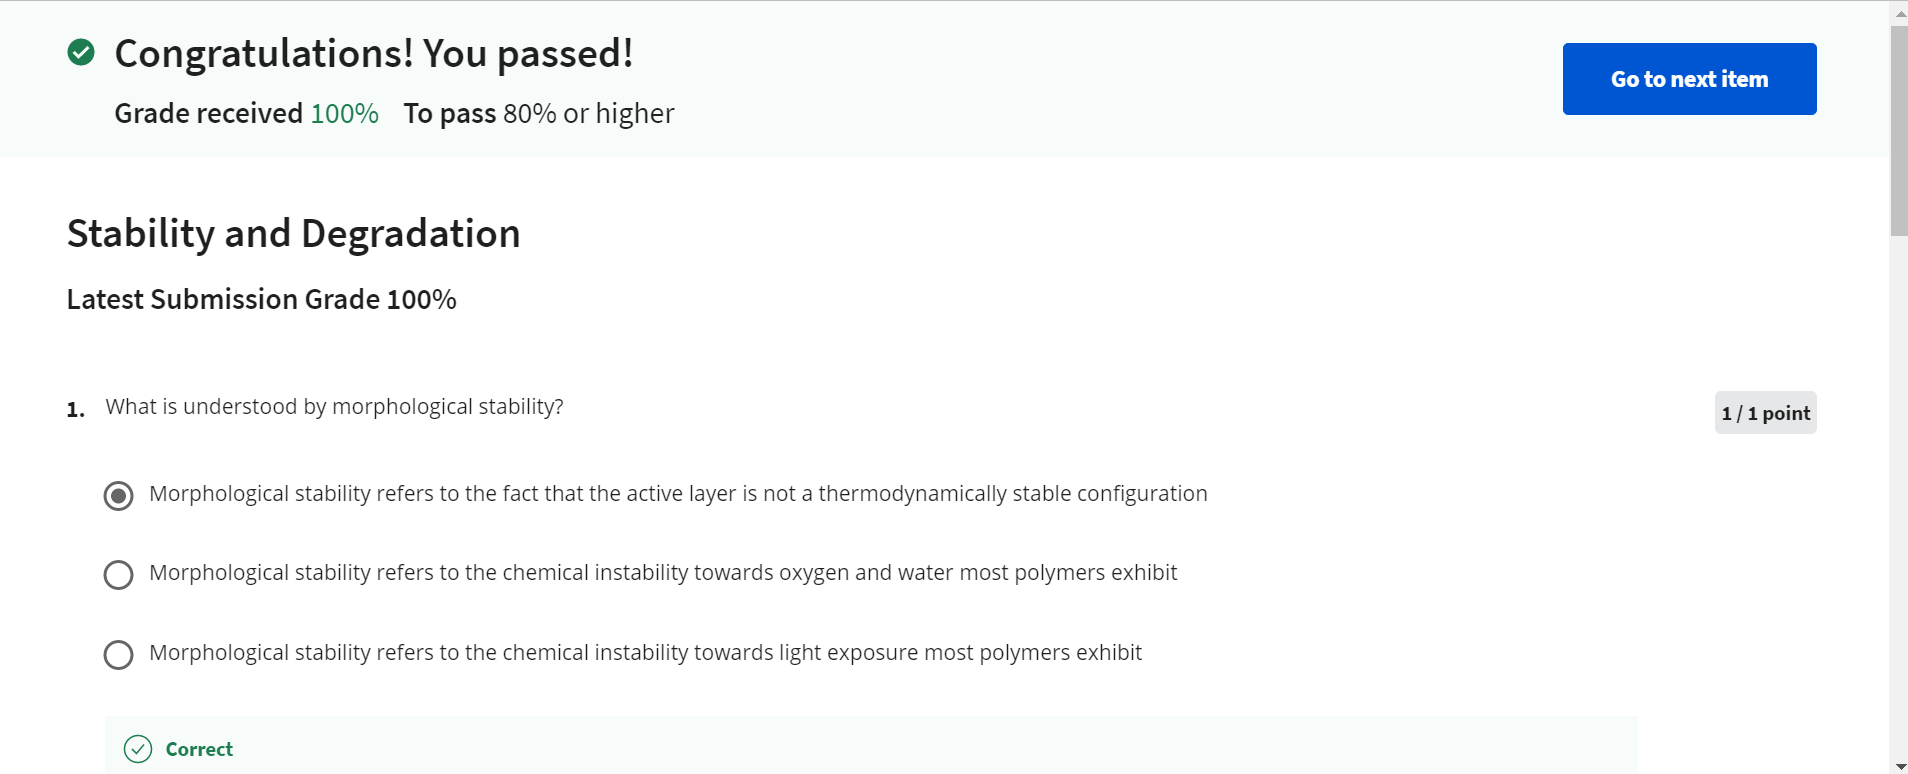 Congratulations! You passed!
Go to next item
Grade received 100% To pass 80% or higher
Stability and Degradation
Latest Submission Grade 100%
1. What is understood by morphological stability?
1 / 1 point
Morphological stability refers to the fact that the active layer is not a thermodynamically stable configuration
Morphological stability refers to the chemical instability towards oxygen and water most polymers exhibit
Morphological stability refers to the chemical instability towards light exposure most polymers exhibit
Correct